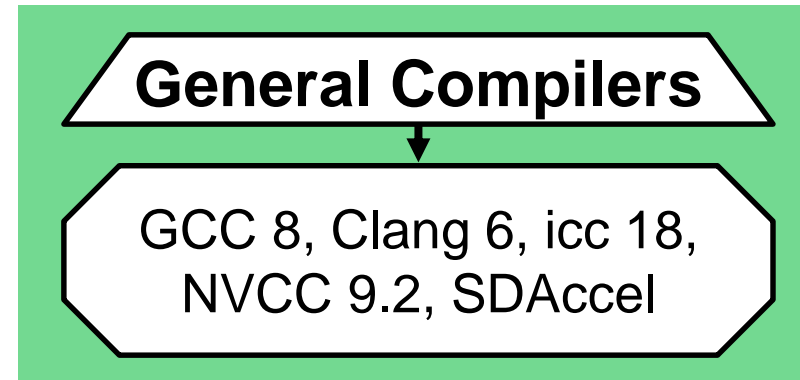 General Compilers
GCC 8, Clang 6, icc 18,
NVCC 9.2, SDAccel